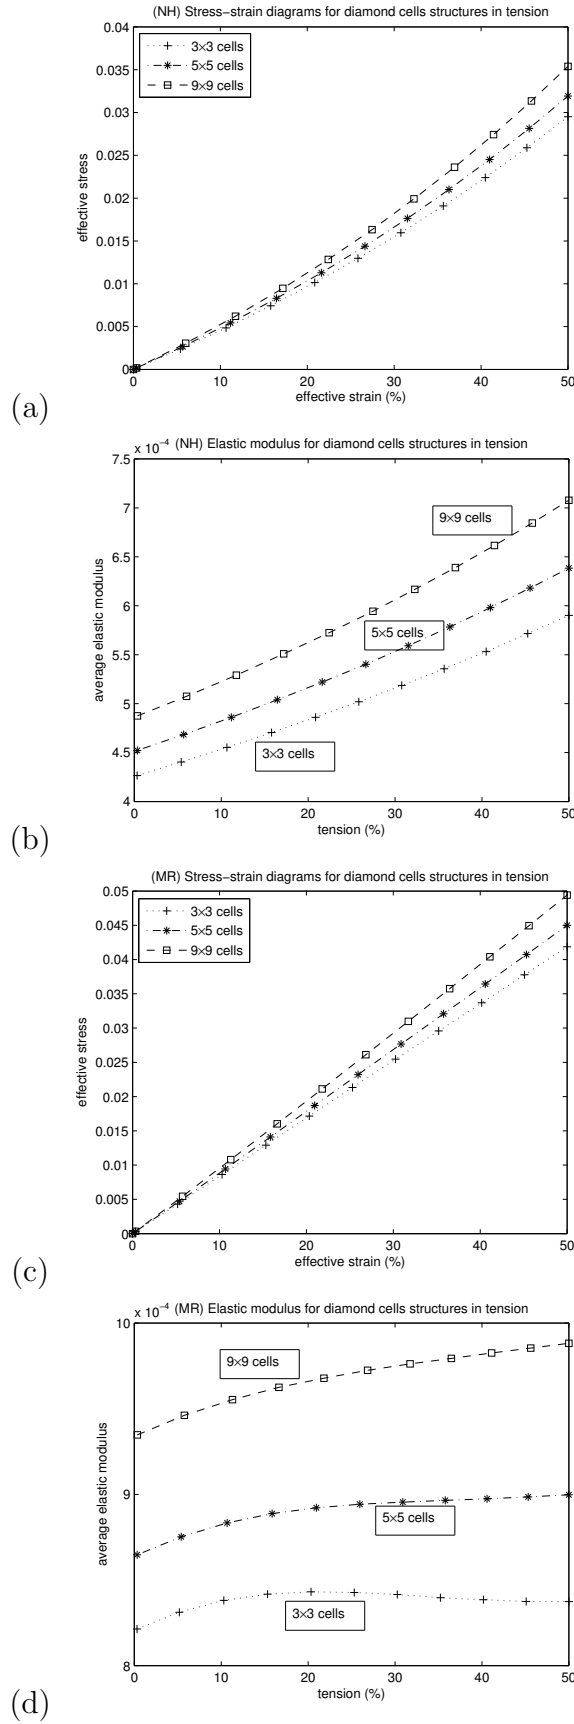 (NH) Stress−strain diagrams for diamond cells structures in tension
0.04
0.035
0.03
0.025
0.02
0.015
0.01
0.005
0
effective stress
3×3 cells
5×5 cells
9×9 cells
0 10 20 30 40 50
effective strain (%)
(a)
x 10−4 (NH) Elastic modulus for diamond cells structures in tension
7.5
7
6.5
6
5.5
5
4.5
4
average elastic modulus
9×9 cells
5×5 cells
3×3 cells
0 10 20 30 40 50
tension (%)
(b)
(MR) Stress−strain diagrams for diamond cells structures in tension
0.05
0.045
0.04
0.035
0.03
0.025
0.02
0.015
0.01
0.005
0
effective stress
3×3 cells
5×5 cells
9×9 cells
0 10 20 30 40 50
effective strain (%)
(c)
x 10−4 (MR) Elastic modulus for diamond cells structures in tension
10
9
8
average elastic modulus
9×9 cells
5×5 cells
3×3 cells
0 10 20 30 40 50
tension (%)
(d)